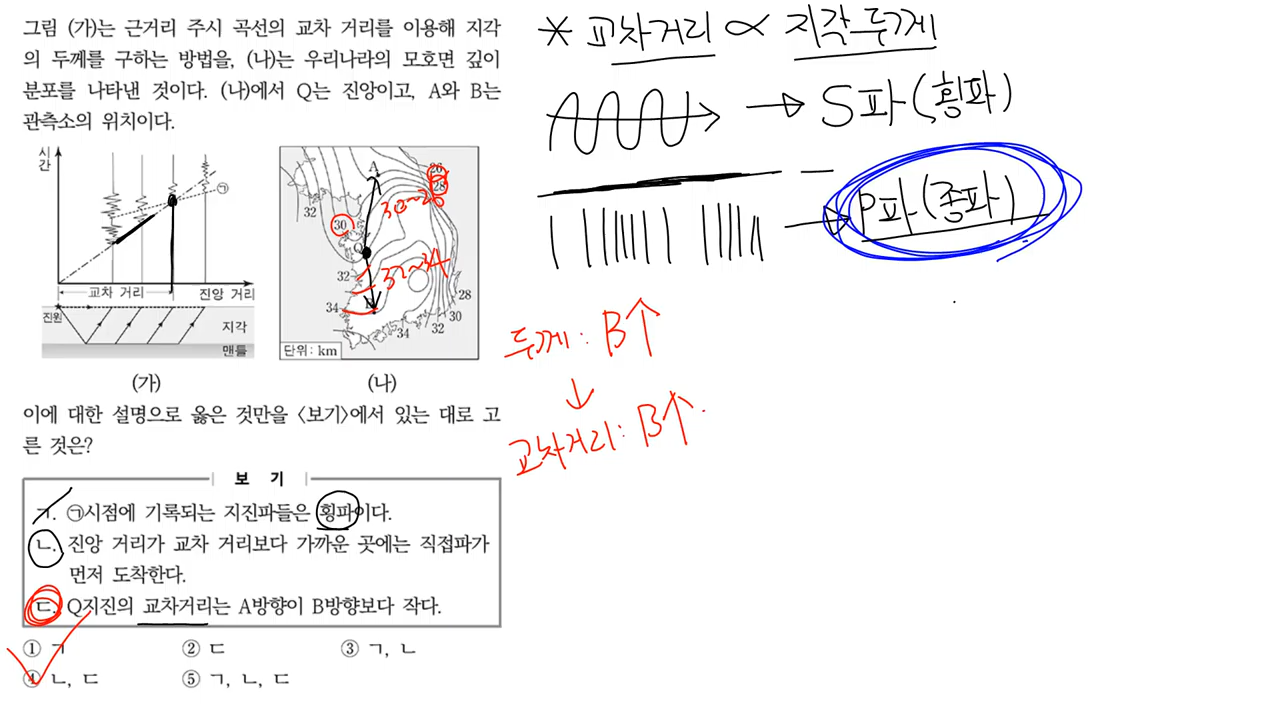 그림 (가)는 근거리 주시 곡선의 교차 거리를 이용해 지각
의 두께를 구하는 방법을, (나)는 우리나라의 모호면 깊이
분포를 나타낸 것이다. (나)에서 Q는 진앙이고, A와 B는
관측소의 위치이다.
시간
㉠
교차 거리
진앙 거리
진원
지각
맨틀
(가)
A
26
28
32
30
30~28
Q
32
32~34
34
B
28
30
32
34
단위: km
(나)
이에 대한 설명으로 옳은 것만을 <보기>에서 있는 대로 고
른 것은?
보 기
ㄱ. ㉠시점에 기록되는 지진파들은 횡파이다.
ㄴ. 진앙 거리가 교차 거리보다 가까운 곳에는 직접파가
먼저 도착한다.
ㄷ. Q지진의 교차거리는 A방향이 B방향보다 작다.
① ㄱ ② ㄷ ③ ㄱ, ㄴ
④ ㄴ, ㄷ ⑤ ㄱ, ㄴ, ㄷ
* 교차거리 ∝ 지각두께
→ S파(횡파)
→ P파(종파)
두께: B↑
↓
교차거리: B↑.